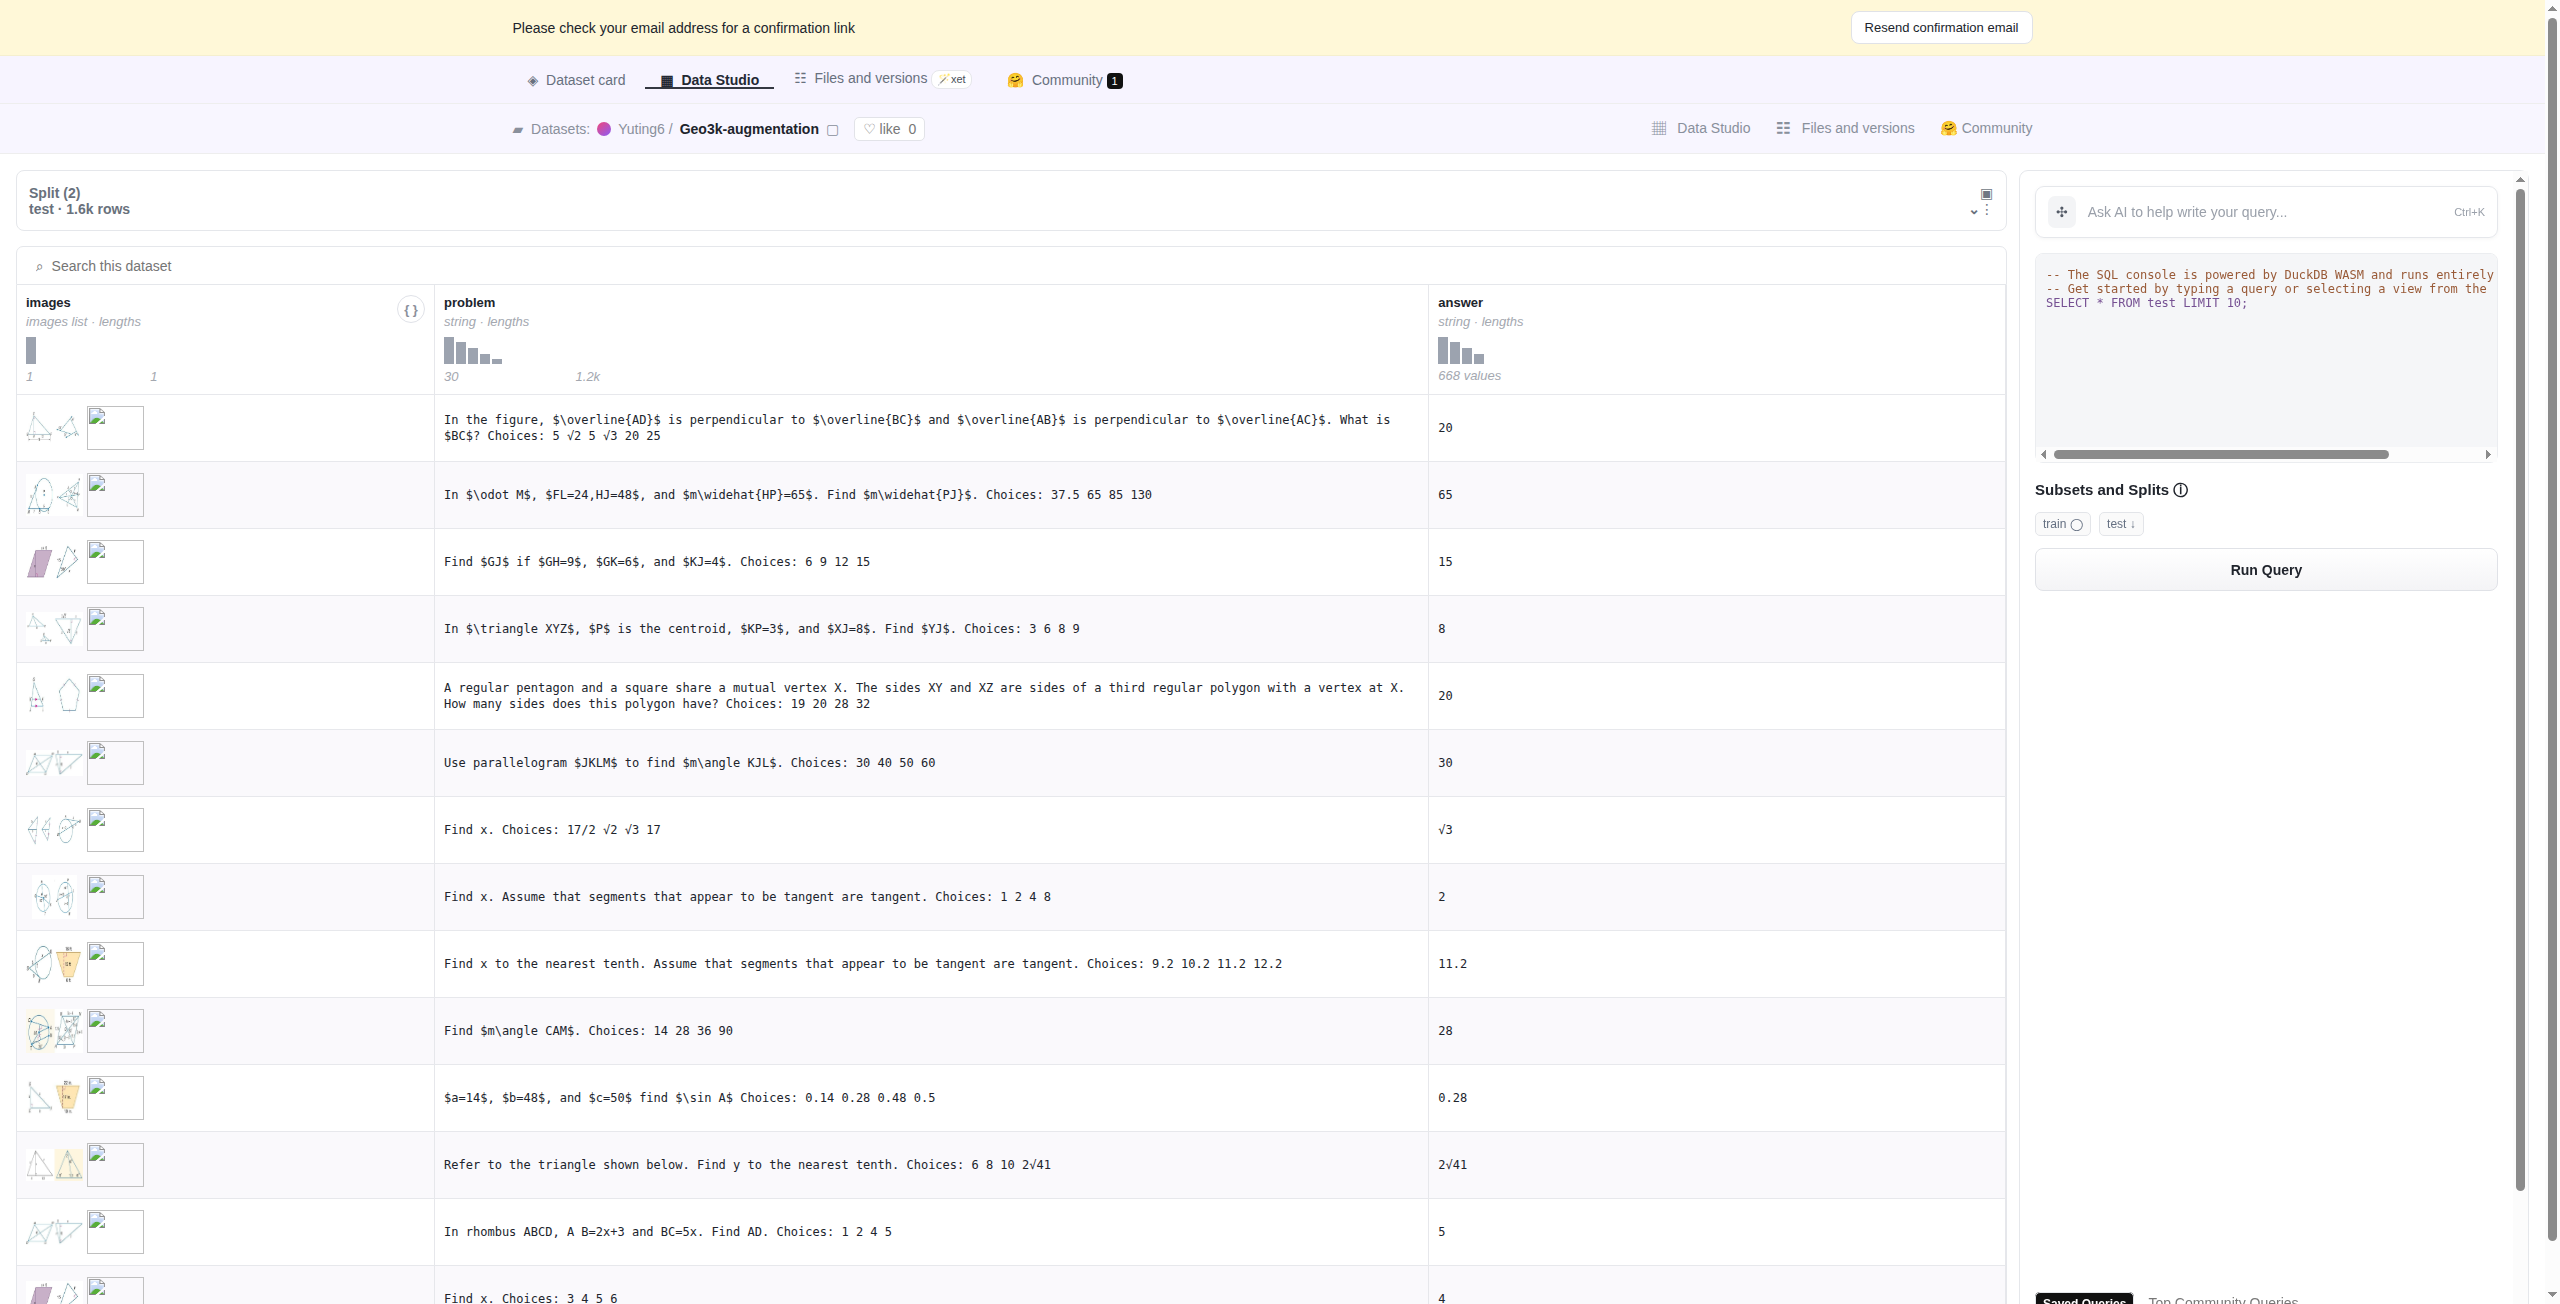 Please check your email address for a confirmation link
Resend confirmation email
Dataset card
Data Studio
Files and versions xet
Community 1
Datasets: Yuting6 / Geo3k-augmentation
like 0
Data Studio
Files and versions
Community
Split (2)
test · 1.6k rows
Search this dataset
images
images list · lengths
{ }
1 1
problem
string · lengths
30 1.2k
answer
string · lengths
668 values
In the figure, $\overline{AD}$ is perpendicular to $\overline{BC}$ and $\overline{AB}$ is perpendicular to $\overline{AC}$. What is
$BC$? Choices: 5 √2 5 √3 20 25
20
In $\odot M$, $FL=24,HJ=48$, and $m\widehat{HP}=65$. Find $m\widehat{PJ}$. Choices: 37.5 65 85 130
65
Find $GJ$ if $GH=9$, $GK=6$, and $KJ=4$. Choices: 6 9 12 15
15
In $\triangle XYZ$, $P$ is the centroid, $KP=3$, and $XJ=8$. Find $YJ$. Choices: 3 6 8 9
8
A regular pentagon and a square share a mutual vertex X. The sides XY and XZ are sides of a third regular polygon with a vertex at X.
How many sides does this polygon have? Choices: 19 20 28 32
20
Use parallelogram $JKLM$ to find $m\angle KJL$. Choices: 30 40 50 60
30
Find x. Choices: 17/2 √2 √3 17
√3
Find x. Assume that segments that appear to be tangent are tangent. Choices: 1 2 4 8
2
Find x to the nearest tenth. Assume that segments that appear to be tangent are tangent. Choices: 9.2 10.2 11.2 12.2
11.2
Find $m\angle CAM$. Choices: 14 28 36 90
28
$a=14$, $b=48$, and $c=50$ find $\sin A$ Choices: 0.14 0.28 0.48 0.5
0.28
Refer to the triangle shown below. Find y to the nearest tenth. Choices: 6 8 10 2√41
2√41
In rhombus ABCD, A B=2x+3 and BC=5x. Find AD. Choices: 1 2 4 5
5
Find x. Choices: 3 4 5 6
4
Ask AI to help write your query...
Ctrl+K
-- The SQL console is powered by DuckDB WASM and runs entirely
-- Get started by typing a query or selecting a view from the
SELECT * FROM test LIMIT 10;
Subsets and Splits ⓘ
train
test ↓
Run Query
Saved Queries
Top Community Queries